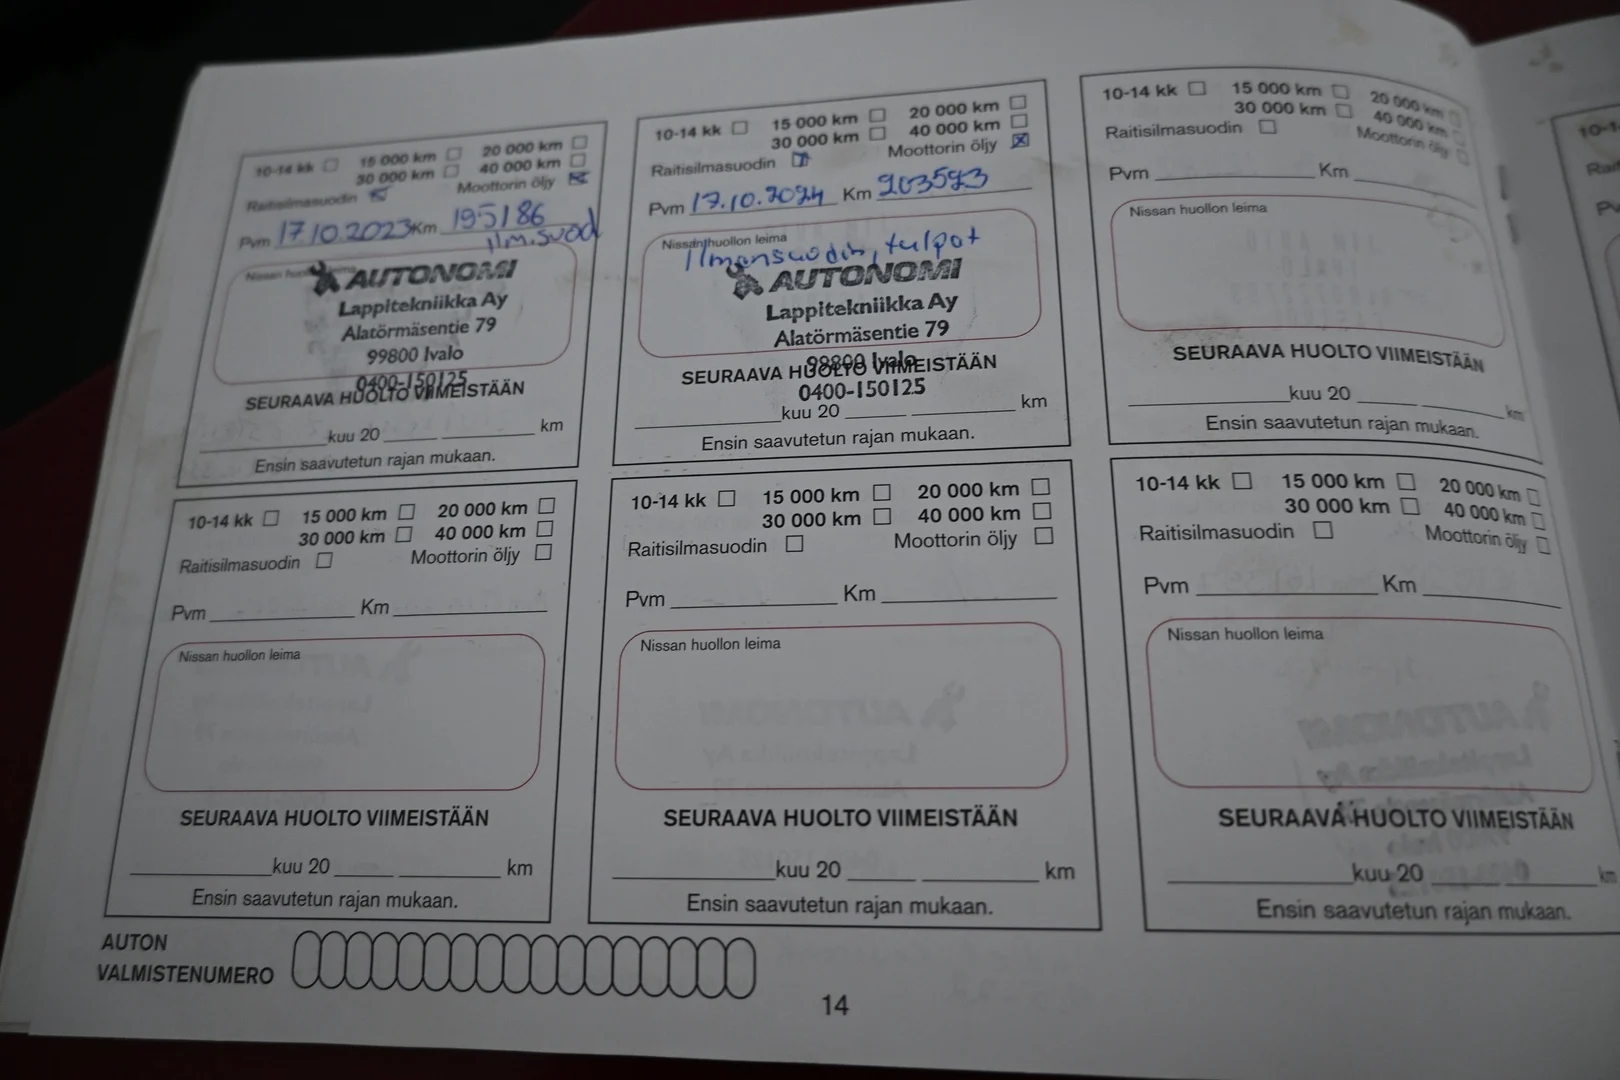 10-14 kk 15 000 km 20 000 km
30 000 km 40 000 km
Raitisilmasuodin Moottorin öljy
Pvm 17.10.2023 Km 195186
ilm.suod
Nissan huollon leima
AUTONOMI
Lappitekniikka Ay
Alatörmäsentie 79
99800 Ivalo
0400-150125
SEURAAVA HUOLTO VIIMEISTÄÄN
kuu 20 km
Ensin saavutetun rajan mukaan.
10-14 kk 15 000 km 20 000 km
30 000 km 40 000 km
Raitisilmasuodin Moottorin öljy
Pvm 17.10.2024 Km 203593
Nissan huollon leima
Ilmansuodin, tulpat
AUTONOMI
Lappitekniikka Ay
Alatörmäsentie 79
99800 Ivalo
SEURAAVA HUOLTO VIIMEISTÄÄN
0400-150125
kuu 20 km
Ensin saavutetun rajan mukaan.
10-14 kk 15 000 km 20 000 km
30 000 km 40 000 km
Raitisilmasuodin Moottorin öljy
Pvm Km
Nissan huollon leima
SEURAAVA HUOLTO VIIMEISTÄÄN
kuu 20 km
Ensin saavutetun rajan mukaan.
10-14 kk 15 000 km 20 000 km
30 000 km 40 000 km
Raitisilmasuodin Moottorin öljy
Pvm Km
Nissan huollon leima
SEURAAVA HUOLTO VIIMEISTÄÄN
kuu 20 km
Ensin saavutetun rajan mukaan.
10-14 kk 15 000 km 20 000 km
30 000 km 40 000 km
Raitisilmasuodin Moottorin öljy
Pvm Km
Nissan huollon leima
SEURAAVA HUOLTO VIIMEISTÄÄN
kuu 20 km
Ensin saavutetun rajan mukaan.
10-14 kk 15 000 km 20 000 km
30 000 km 40 000 km
Raitisilmasuodin Moottorin öljy
Pvm Km
Nissan huollon leima
SEURAAVA HUOLTO VIIMEISTÄÄN
kuu 20 km
Ensin saavutetun rajan mukaan.
AUTON
VALMISTENUMERO
14